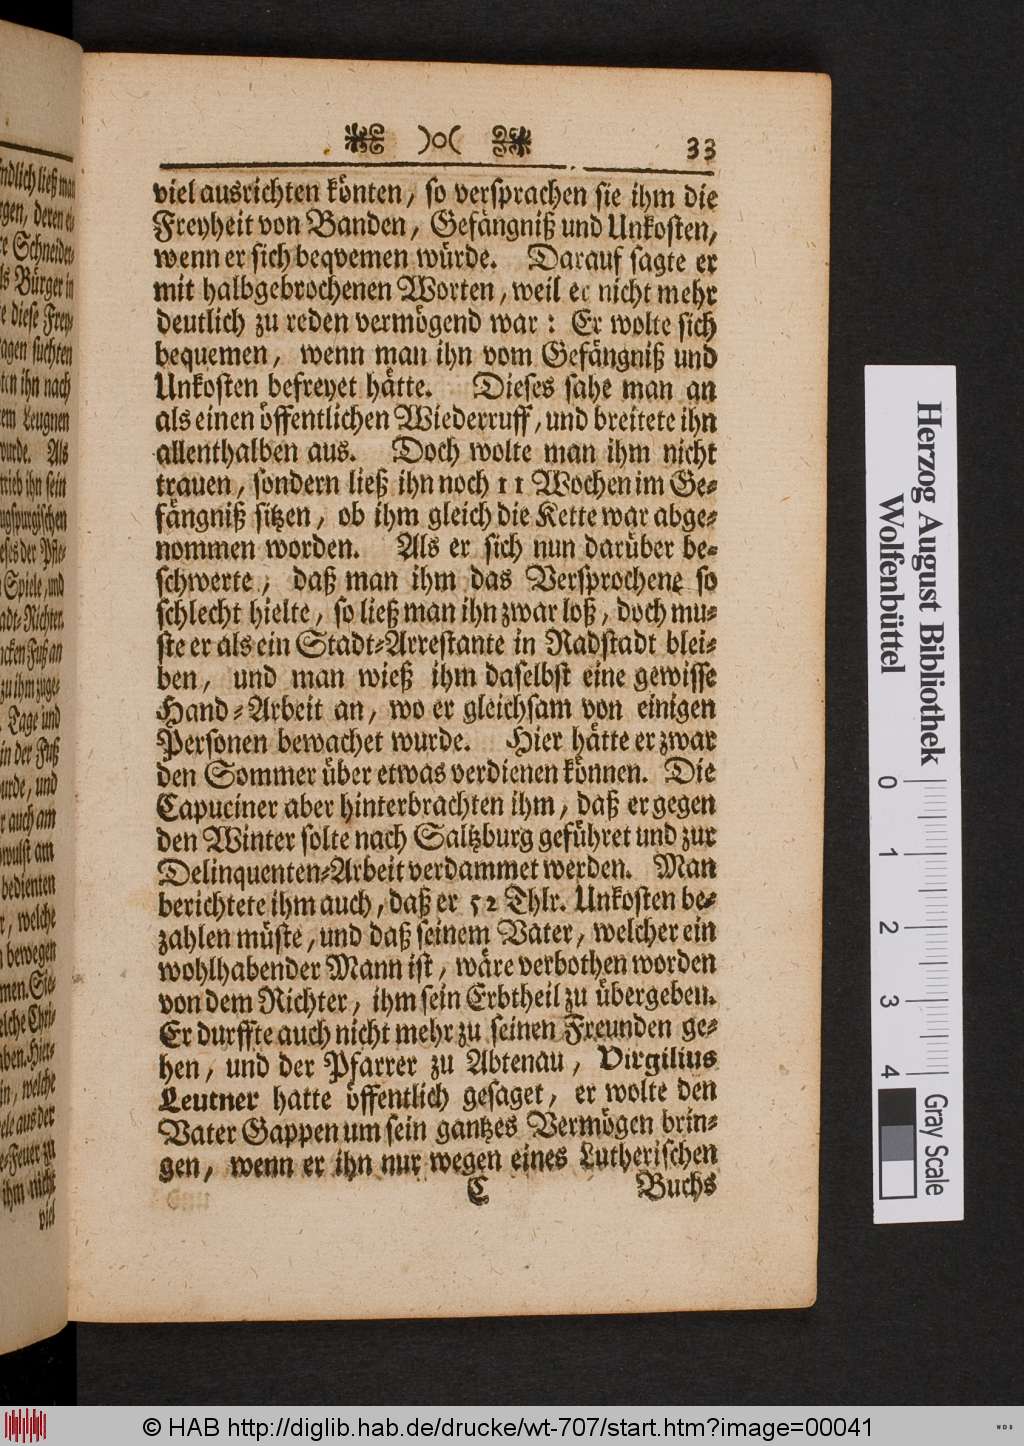 )o( 33
viel ausrichten könten, so versprachen sie ihm die
Freyheit von Banden, Gefängniß und Unkosten,
wenn er sich beqvemen würde. Darauf sagte er
mit halbgebrochenen Worten, weil er nicht mehr
deutlich zu reden vermögend war: Er wolte sich
bequemen, wenn man ihn vom Gefängniß und
Unkosten befreyet hätte. Dieses sahe man an
als einen öffentlichen Wiederruff, und breitete ihn
allenthalben aus. Doch wolte man ihm nicht
trauen, sondern ließ ihn noch 11 Wochen im Ge-
fängniß sitzen, ob ihm gleich die Kette war abge-
nommen worden. Als er sich nun darüber be-
schwerte, daß man ihm das Versprochene so
schlecht hielte, so ließ man ihn zwar loß, doch mu-
ste er als ein Stadt-Arrestante in Radstadt blei-
ben, und man wieß ihm daselbst eine gewisse
Hand-Arbeit an, wo er gleichsam von einigen
Personen bewachet wurde. Hier hätte er zwar
den Sommer über etwas verdienen können. Die
Capuciner aber hinterbrachten ihm, daß er gegen
den Winter solte nach Saltzburg geführet und zur
Delinquenten-Arbeit verdammet werden. Man
berichtete ihm auch, daß er 52 Thlr. Unkosten be-
zahlen müste, und daß seinem Vater, welcher ein
wohlhabender Mann ist, wäre verbothen worden
von dem Richter, ihm sein Erbtheil zu übergeben.
Er durffte auch nicht mehr zu seinen Freunden ge-
hen, und der Pfarrer zu Abtenau, Virgilius
Leutner hatte öffentlich gesaget, er wolte den
Vater Gappen um sein gantzes Vermögen brin-
gen, wenn er ihn nur wegen eines Lutherischen
C Buchs
Herzog August Bibliothek
Wolfenbüttel
0 1 2 3 4
Gray Scale
© HAB http://diglib.hab.de/drucke/wt-707/start.htm?image=00041